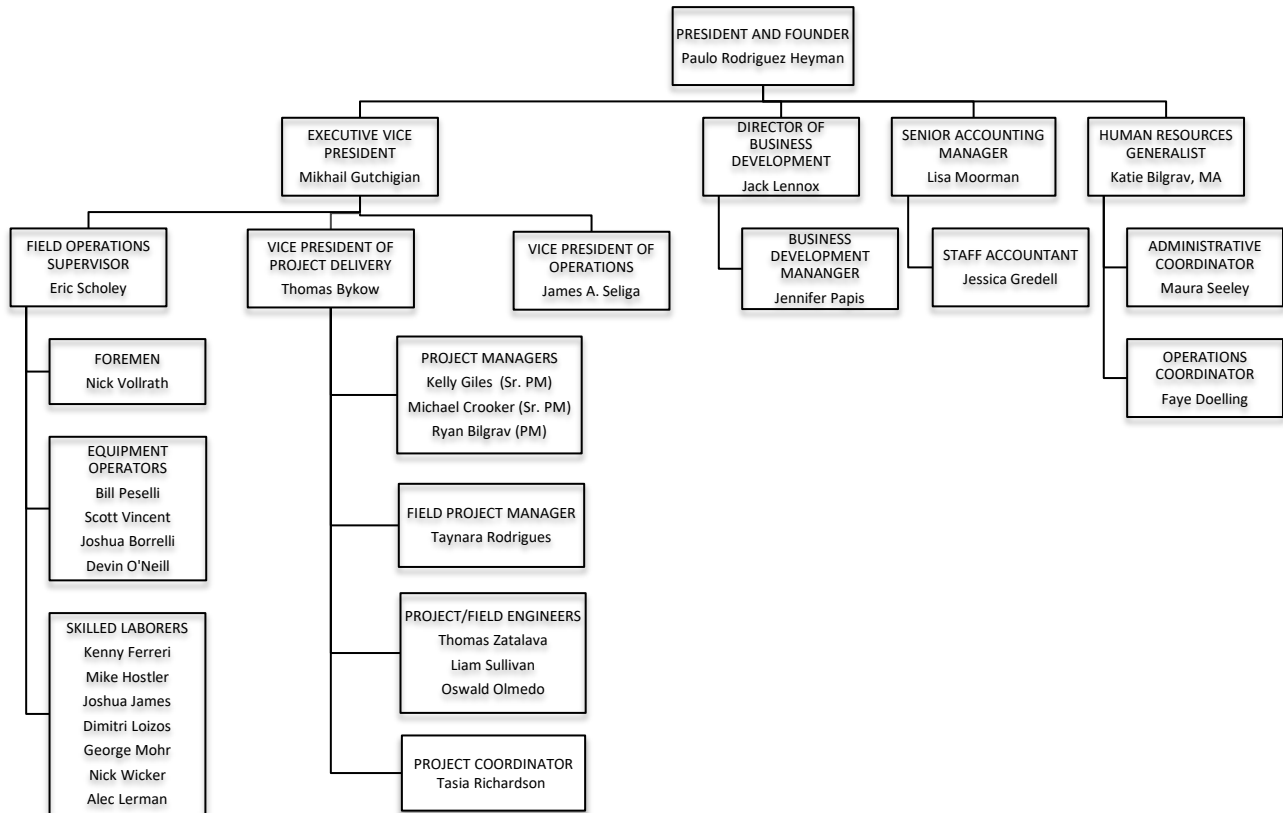 PRESIDENT AND FOUNDER
Paulo Rodriguez Heyman
EXECUTIVE VICE
PRESIDENT
Mikhail Gutchigian
DIRECTOR OF
BUSINESS
DEVELOPMENT
Jack Lennox
SENIOR ACCOUNTING
MANAGER
Lisa Moorman
HUMAN RESOURCES
GENERALIST
Katie Bilgrav, MA
FIELD OPERATIONS
SUPERVISOR
Eric Scholey
VICE PRESIDENT OF
PROJECT DELIVERY
Thomas Bykow
VICE PRESIDENT OF
OPERATIONS
James A. Seliga
BUSINESS
DEVELOPMENT
MANANGER
Jennifer Papis
STAFF ACCOUNTANT
Jessica Gredell
ADMINISTRATIVE
COORDINATOR
Maura Seeley
FOREMEN
Nick Vollrath
PROJECT MANAGERS
Kelly Giles (Sr. PM)
Michael Crooker (Sr. PM)
Ryan Bilgrav (PM)
OPERATIONS
COORDINATOR
Faye Doelling
EQUIPMENT
OPERATORS
Bill Peselli
Scott Vincent
Joshua Borrelli
Devin O'Neill
FIELD PROJECT MANAGER
Taynara Rodrigues
SKILLED LABORERS
Kenny Ferreri
Mike Hostler
Joshua James
Dimitri Loizos
George Mohr
Nick Wicker
Alec Lerman
PROJECT/FIELD ENGINEERS
Thomas Zatalava
Liam Sullivan
Oswald Olmedo
PROJECT COORDINATOR
Tasia Richardson